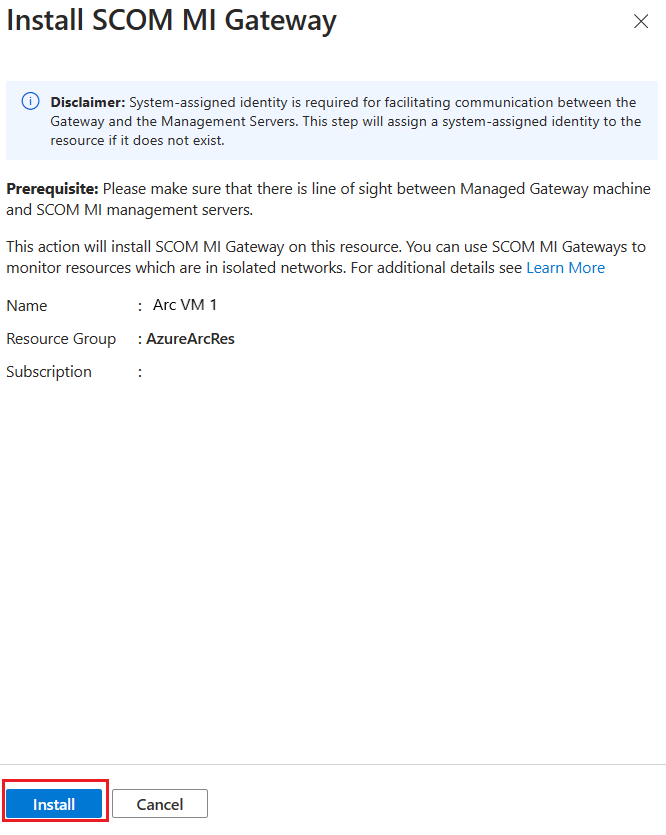 Install SCOM MI Gateway
Disclaimer: System-assigned identity is required for facilitating communication between the
Gateway and the Management Servers. This step will assign a system-assigned identity to the
resource if it does not exist.
Prerequisite: Please make sure that there is line of sight between Managed Gateway machine
and SCOM MI management servers.
This action will install SCOM MI Gateway on this resource. You can use SCOM MI Gateways to
monitor resources which are in isolated networks. For additional details see Learn More
Name : Arc VM 1
Resource Group : AzureArcRes
Subscription :
Install Cancel